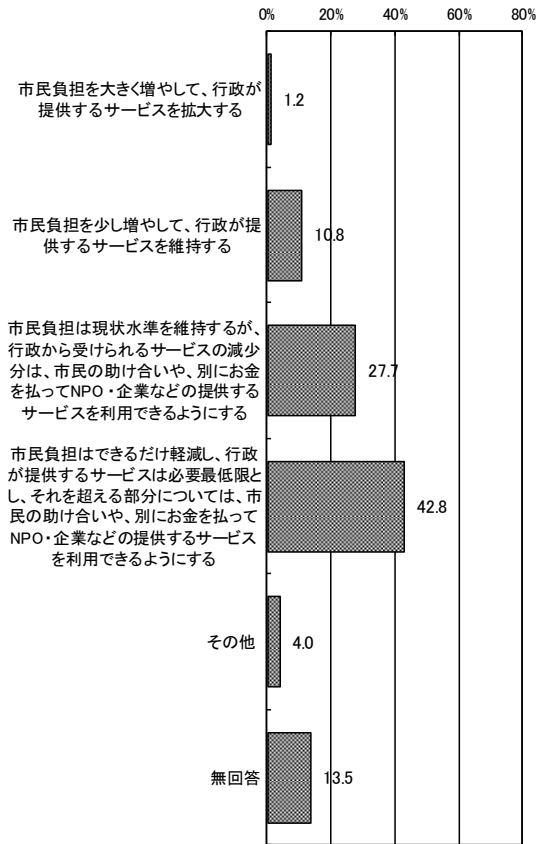 0% 20% 40% 60% 80%
市民負担を大きく増やして、行政が
提供するサービスを拡大する
1.2
市民負担を少し増やして、行政が提
供するサービスを維持する
10.8
市民負担は現状水準を維持するが、
行政から受けられるサービスの減少
分は、市民の助け合いや、別にお金
を払ってNPO・企業などの提供する
サービスを利用できるようにする
27.7
市民負担はできるだけ軽減し、行政
が提供するサービスは必要最低限と
し、それを超える部分については、市
民の助け合いや、別にお金を払って
NPO・企業などの提供するサービス
を利用できるようにする
42.8
その他
4.0
無回答
13.5